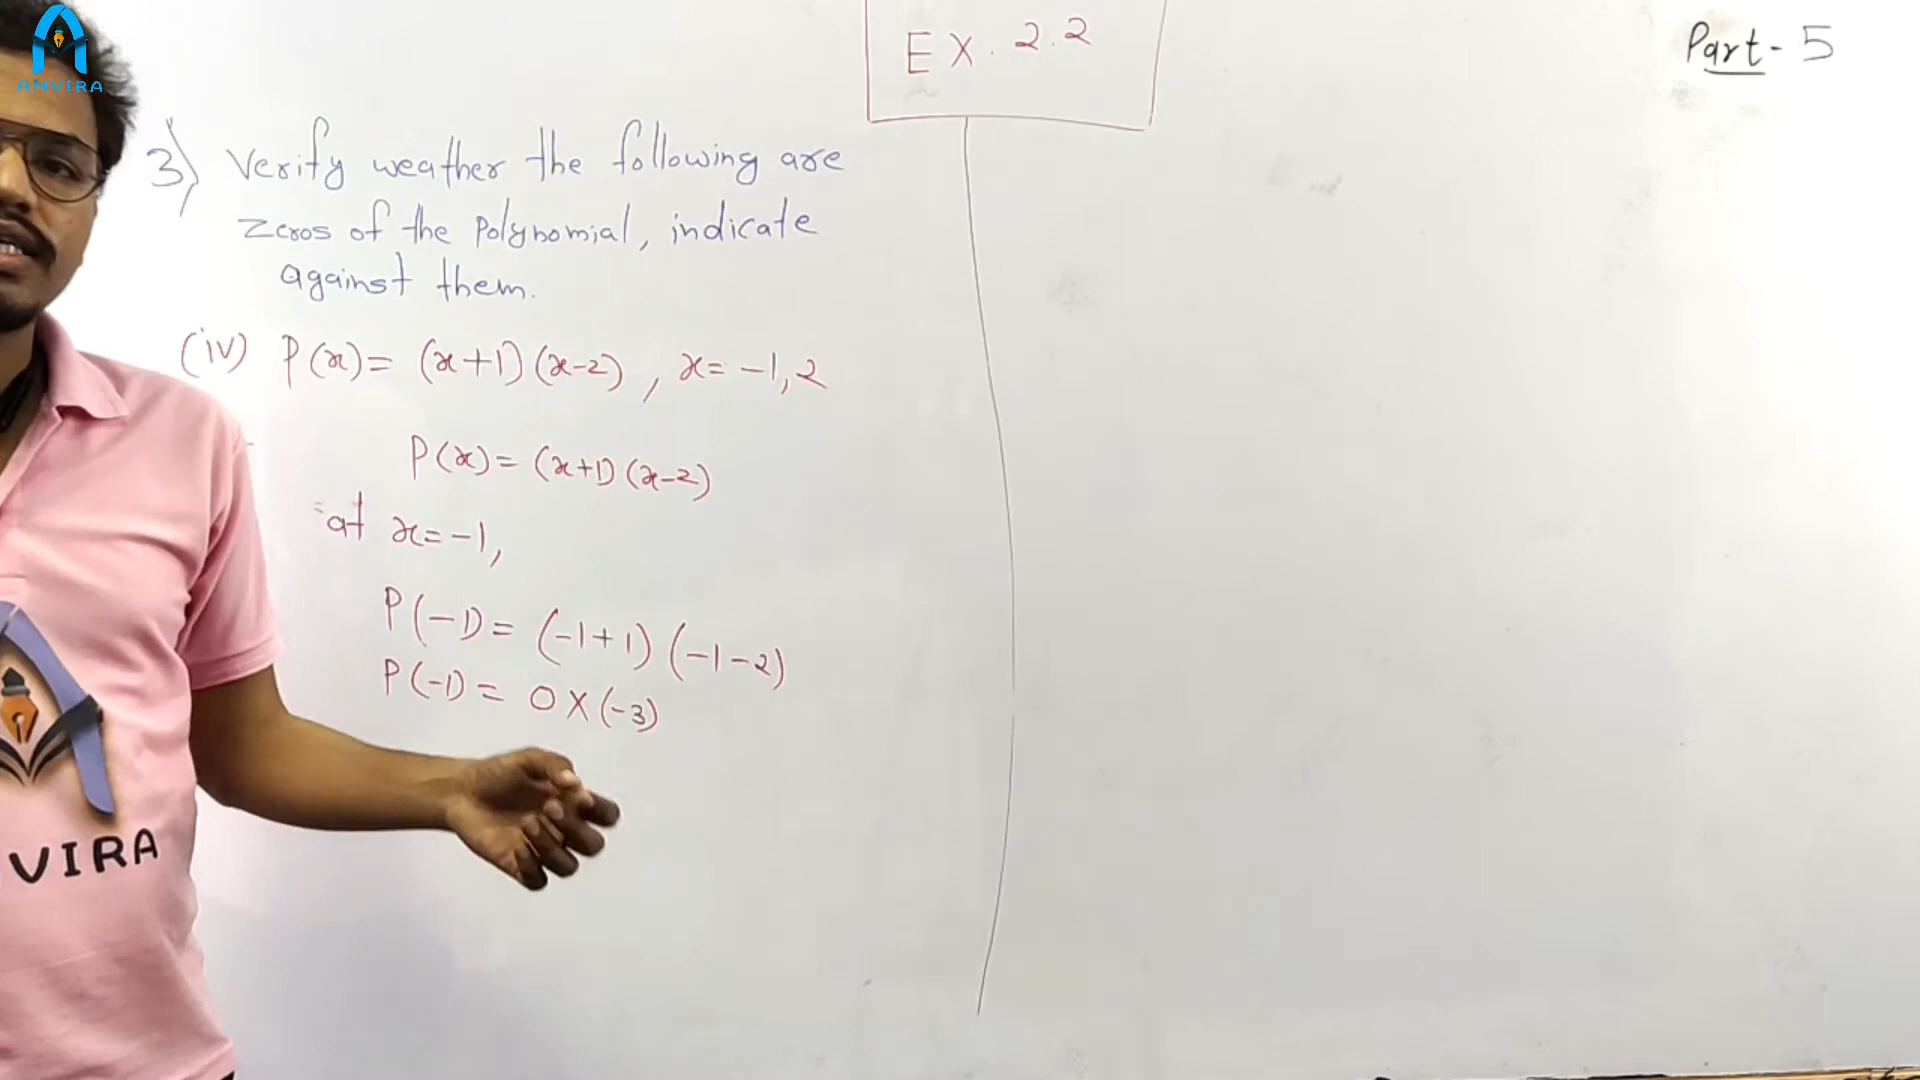 ANVIRA
EX. 2.2
Part - 5
3) Verify weather the following are
zeros of the polynomial, indicate
against them.
(iv) P(x) = (x+1)(x-2), x = -1, 2
P(x) = (x+1)(x-2)
at x = -1,
P(-1) = (-1+1)(-1-2)
P(-1) = 0 X (-3)
VIRA